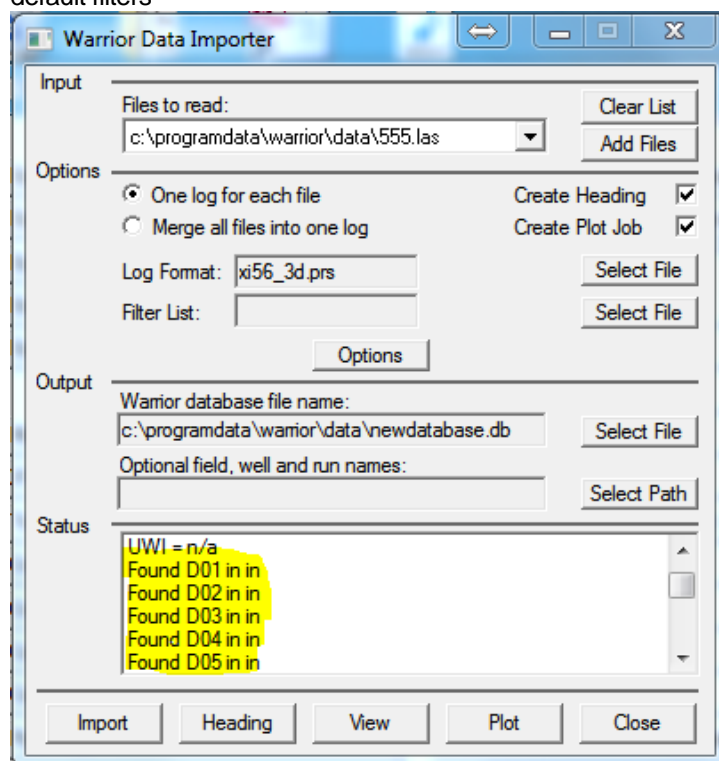 default filters
Warrior Data Importer
Input
Files to read:
Clear List
c:\programdata\warrior\data\555.las
Add Files
Options
One log for each file
Create Heading
Merge all files into one log
Create Plot Job
Log Format: xi56_3d.prs
Select File
Filter List:
Select File
Options
Output
Warrior database file name:
c:\programdata\warrior\data\newdatabase.db
Select File
Optional field, well and run names:
Select Path
Status
UWI = n/a
Found D01 in in
Found D02 in in
Found D03 in in
Found D04 in in
Found D05 in in
Import Heading View Plot Close